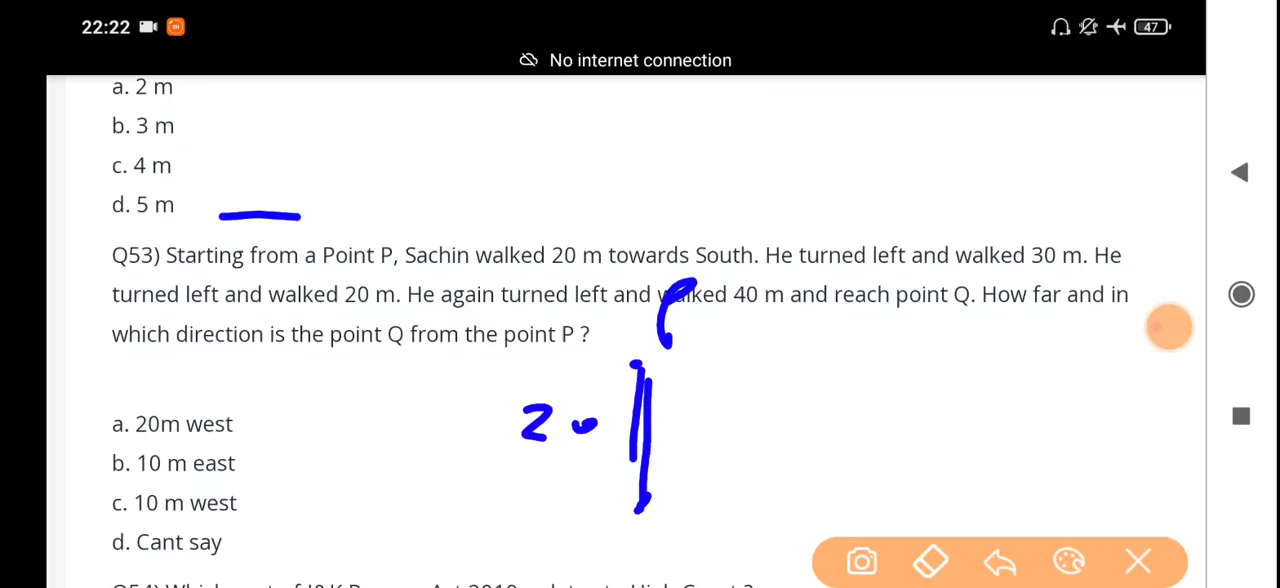 22:22
47
No internet connection
a. 2 m
b. 3 m
c. 4 m
d. 5 m
Q53) Starting from a Point P, Sachin walked 20 m towards South. He turned left and walked 30 m. He
turned left and walked 20 m. He again turned left and walked 40 m and reach point Q. How far and in
which direction is the point Q from the point P ?
20
a. 20m west
b. 10 m east
c. 10 m west
d. Cant say